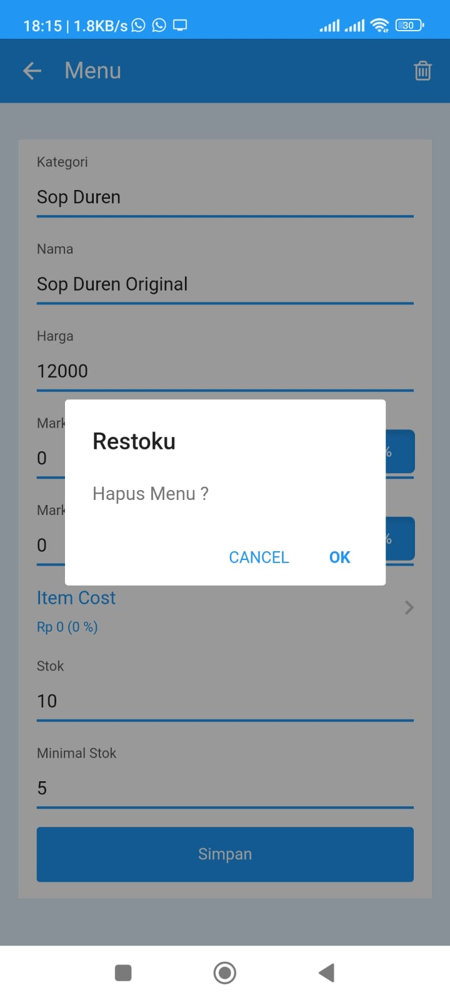 18:15 | 1.8KB/s
30
Menu
Kategori
Sop Duren
Nama
Sop Duren Original
Harga
12000
Mark
0
%
Restoku
Hapus Menu ?
CANCEL OK
Mark
0
%
Item Cost
Rp 0 (0 %)
Stok
10
Minimal Stok
5
Simpan